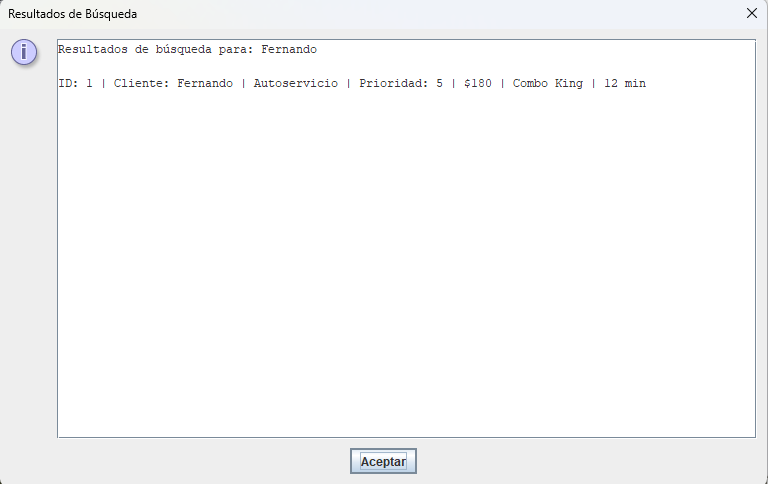 Resultados de Búsqueda
Resultados de búsqueda para: Fernando
ID: 1 | Cliente: Fernando | Autoservicio | Prioridad: 5 | $180 | Combo King | 12 min
Aceptar